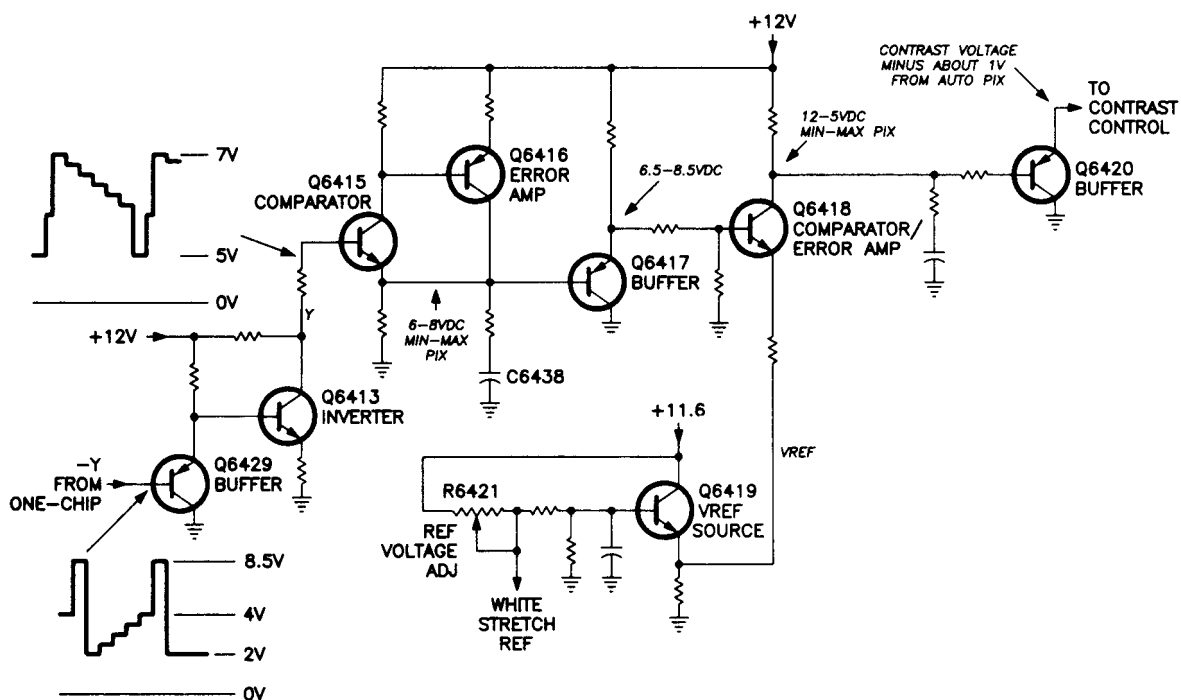 +12V
CONTRAST VOLTAGE
MINUS ABOUT 1V
FROM AUTO PIX
TO
CONTRAST
CONTROL
12-5VDC
MIN-MAX PIX
Q6416
ERROR
AMP
Q6415
COMPARATOR
7V
5V
0V
6.5-8.5VDC
Q6420
BUFFER
Q6418
COMPARATOR/
ERROR AMP
Q6417
BUFFER
Y
+12V
6-8VDC
MIN-MAX
PIX
C6438
Q6413
INVERTER
+11.6
VREF
-Y
FROM
ONE-CHIP
Q6429
BUFFER
R6421
REF
VOLTAGE
ADJ
Q6419
VREF
SOURCE
WHITE
STRETCH
REF
8.5V
4V
2V
0V